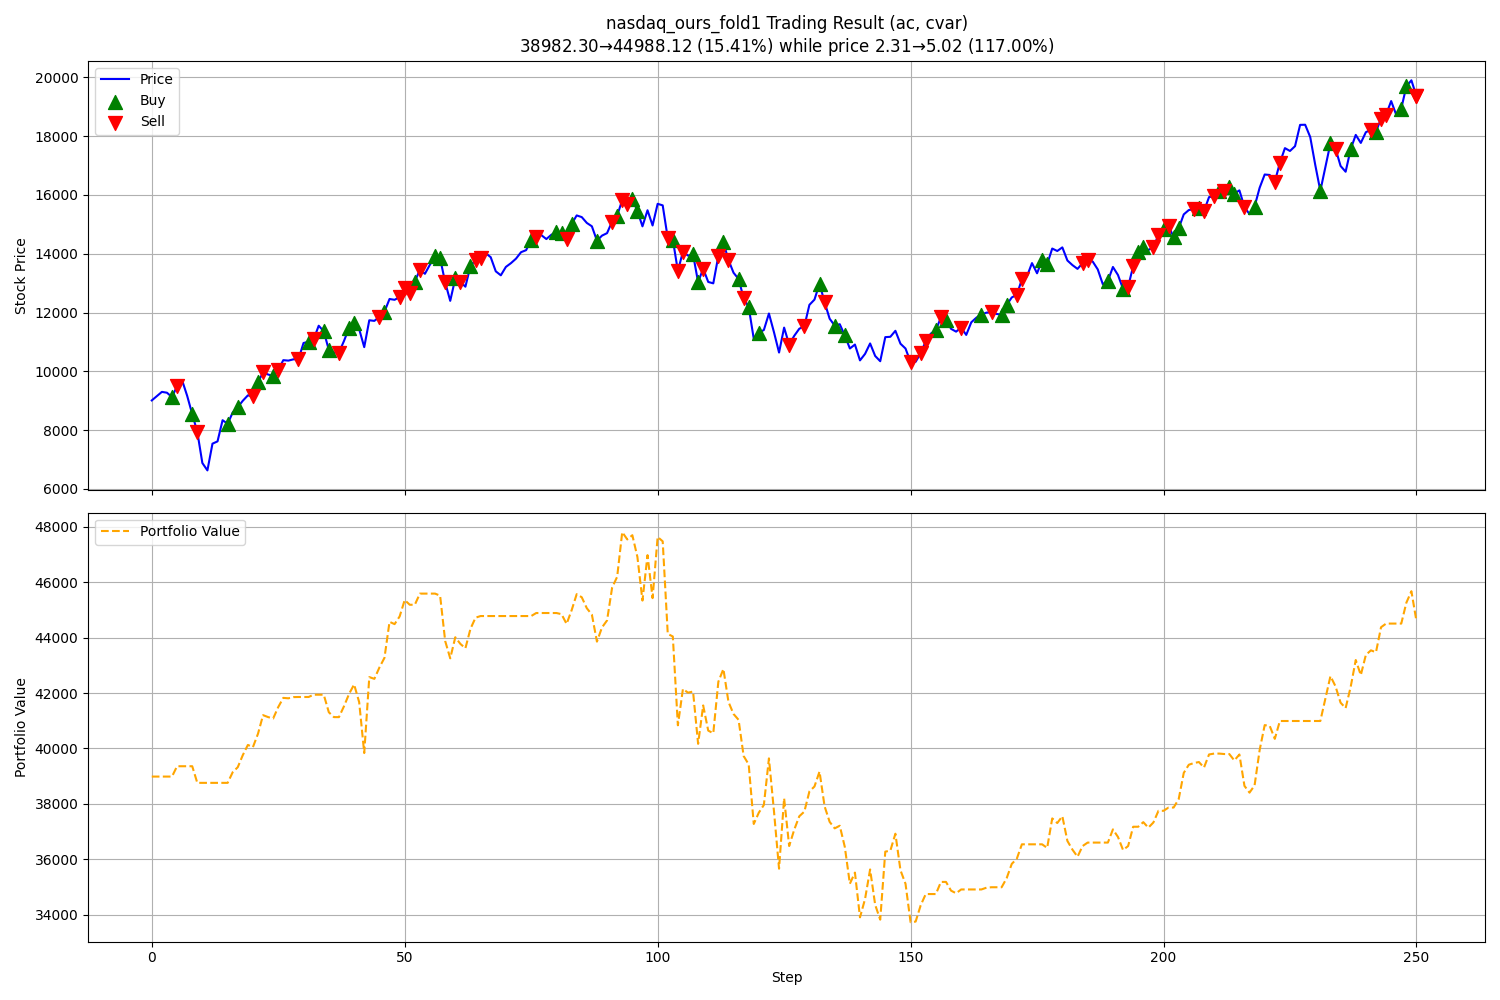 nasdaq_ours_fold1 Trading Result (ac, cvar)
38982.30→44988.12 (15.41%) while price 2.31→5.02 (117.00%)
Price
Buy
Sell
Stock Price
20000
18000
16000
14000
12000
10000
8000
6000
Portfolio Value
Portfolio Value
48000
46000
44000
42000
40000
38000
36000
34000
0 50 100 150 200 250
Step